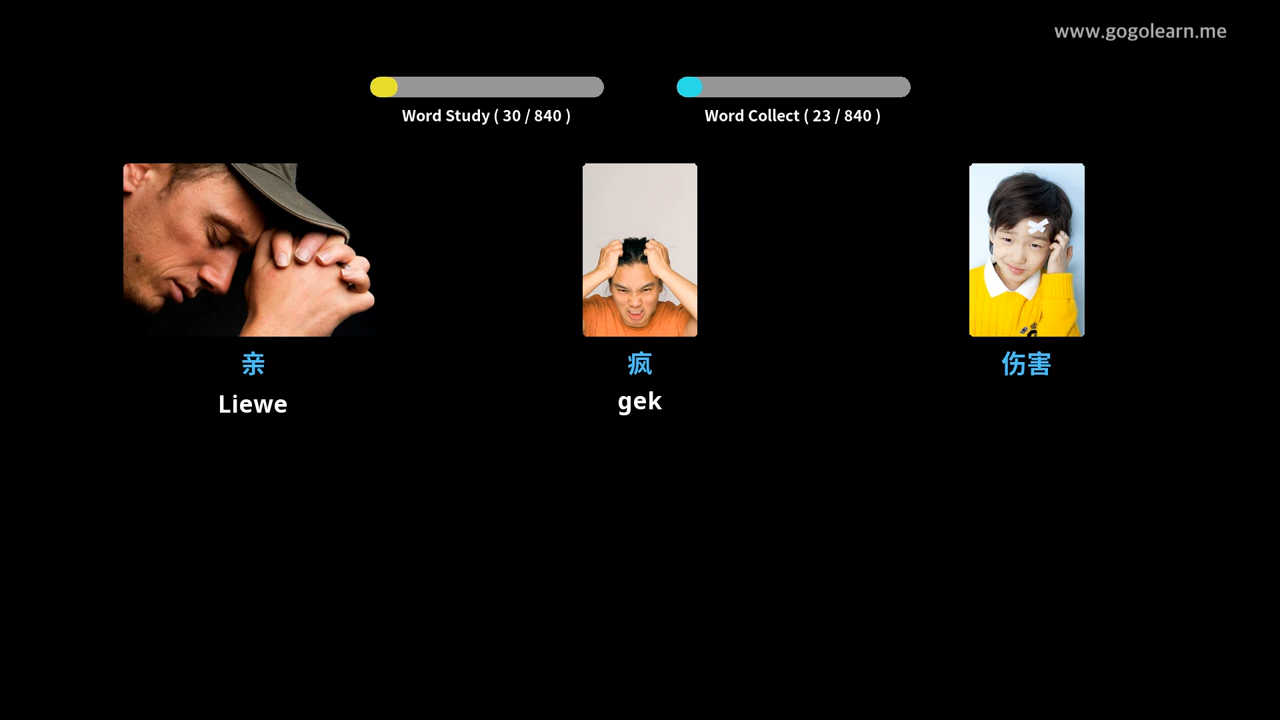 www.gogolearn.me
Word Study ( 30 / 840 )
Word Collect ( 23 / 840 )
亲
疯
伤害
Liewe
gek